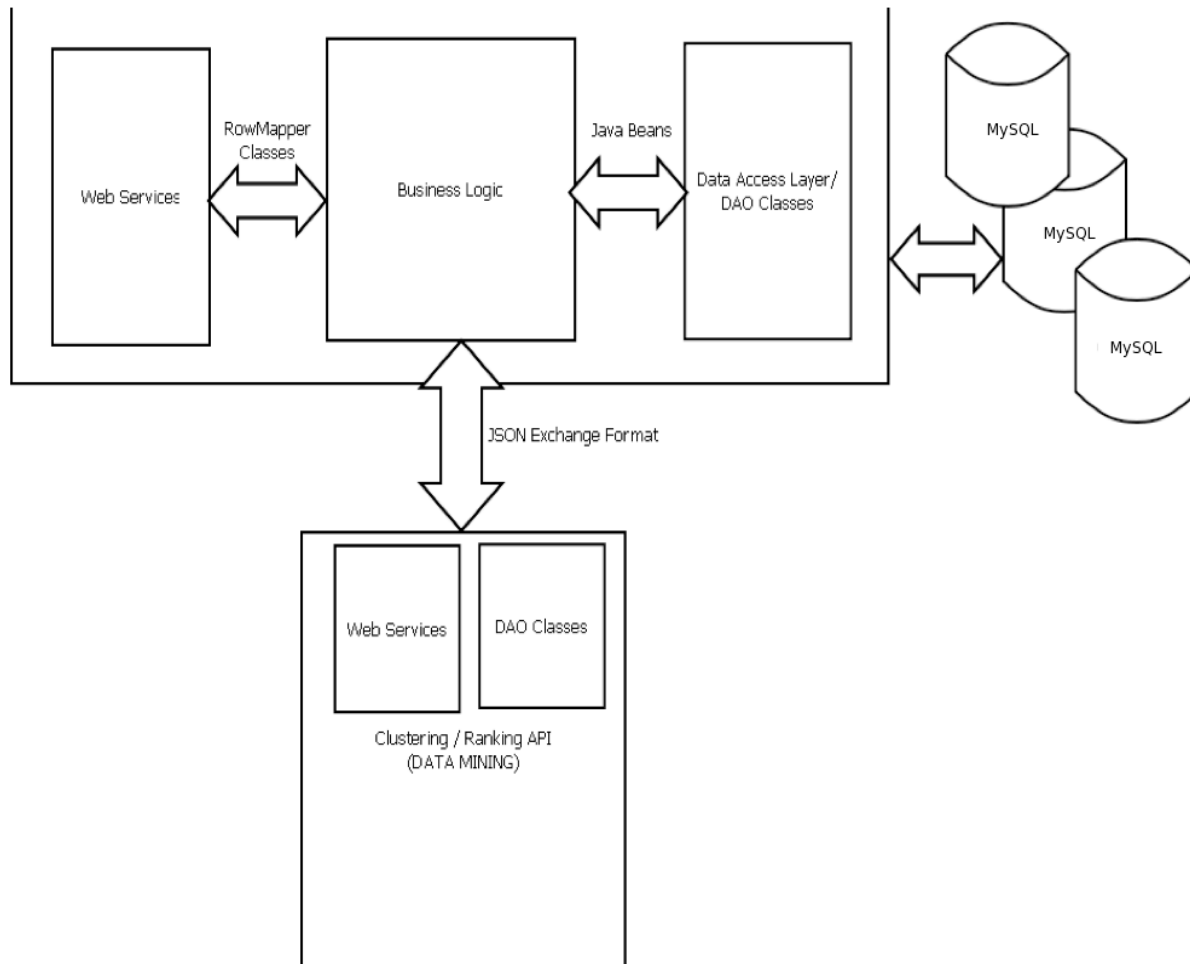 RowMapper
Classes
Java Beans
MySQL
Web Services
Business Logic
Data Access Layer/
DAO Classes
MySQL
MySQL
JSON Exchange Format
Web Services
DAO Classes
Clustering / Ranking API
(DATA MINING)